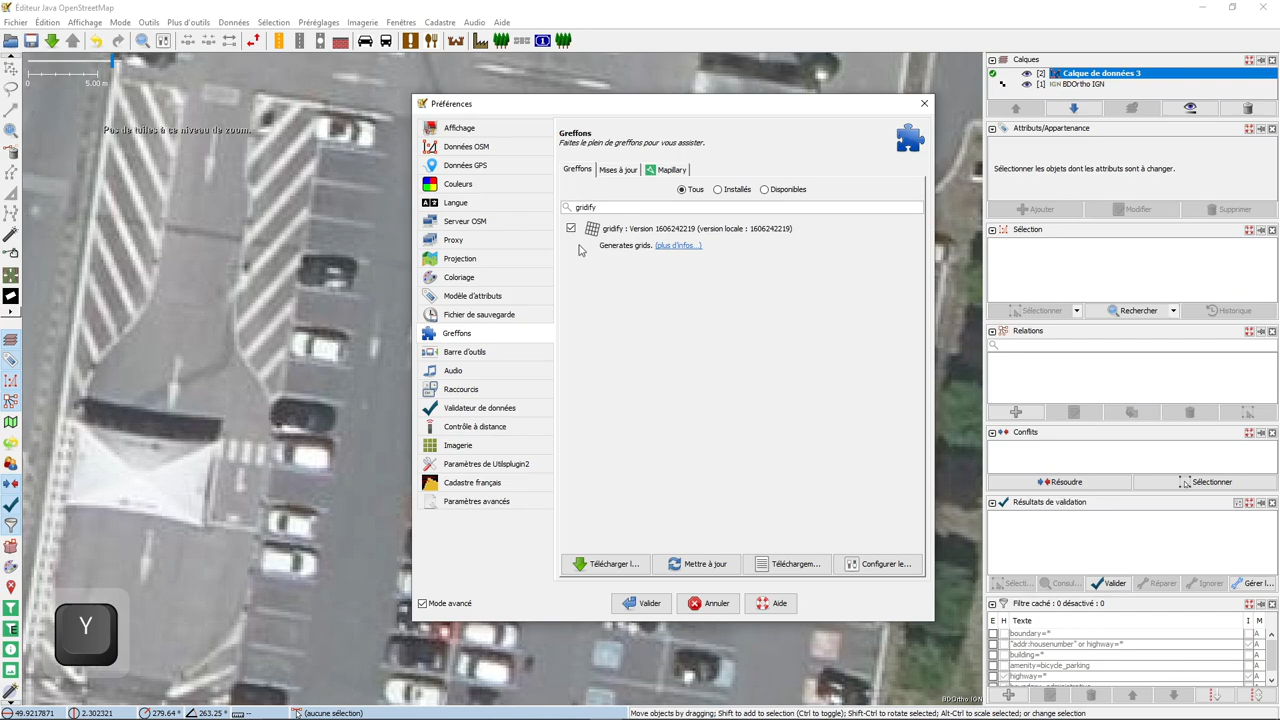 Éditeur Java OpenStreetMap
Fichier Édition Affichage Mode Outils Plus d'outils Données Sélection Préréglages Imagerie Fenêtres Cadastre Audio Aide
0 5.00 m
Pas de tuiles à ce niveau de zoom.
Préférences
Affichage
Données OSM
Données GPS
Couleurs
Langue
Serveur OSM
Proxy
Projection
Coloriage
Modèle d'attributs
Fichier de sauvegarde
Greffons
Barre d'outils
Audio
Raccourcis
Validateur de données
Contrôle à distance
Imagerie
Paramètres de Utilsplugin2
Cadastre français
Paramètres avancés
Mode avancé
Greffons
Faites le plein de greffons pour vous assister.
Greffons Mises à jour Mapillary
Tous Installés Disponibles
gridify
gridify : Version 1606242219 (version locale : 1606242219)
Generates grids. (plus d'infos...)
Télécharger l... Mettre à jour Téléchargem... Configurer le...
Valider Annuler Aide
Calques
[2] Calque de données 3
[1] IGN BDOrtho IGN
Attributs/Appartenance
Sélectionner les objets dont les attributs sont à changer.
Ajouter Modifier Supprimer
Sélection
Sélectionner Rechercher Historique
Relations
Conflits
Résoudre Sélectionner
Résultats de validation
Sélecti... Consul... Valider Réparer Ignorer Gérer l...
Filtre caché : 0 désactivé : 0
E H Texte I M
boundary=* A
"addr:housenumber" or highway=* A
building=* A
amenity=bicycle_parking A
highway=* A
Y
BDOrtho IGN
49.9217871 2.302321 279.64 ° 263.25 ° -- (aucune sélection) Move objects by dragging; Shift to add to selection (Ctrl to toggle); Shift-Ctrl to rotate selected; Alt-Ctrl to scale selected; or change selection